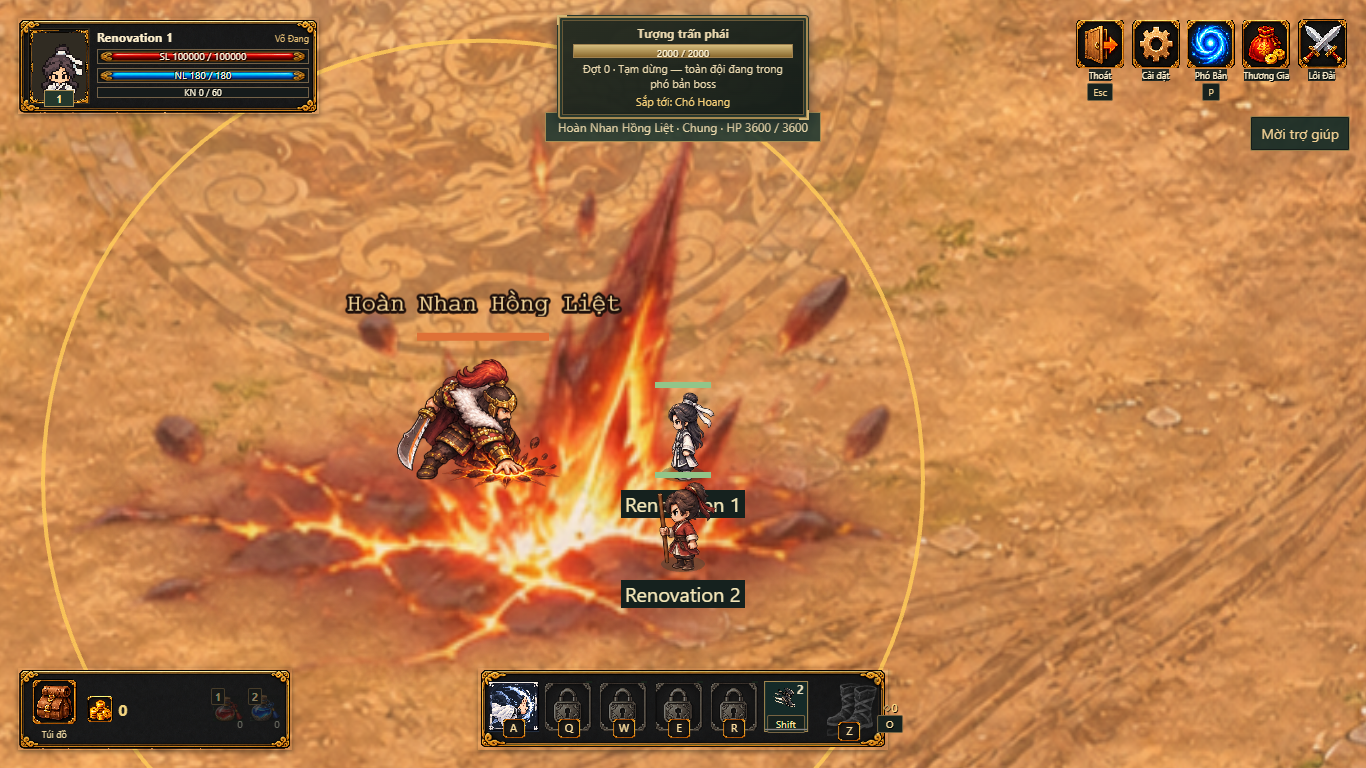 Renovation 1
Võ Đang
SL 100000 / 100000
NL 180 / 180
1
KN 0 / 60
Tượng trấn phái
2000 / 2000
Đợt 0 · Tạm dừng — toàn đội đang trong
phó bản boss
Sắp tới: Chó Hoang
Hoàn Nhan Hồng Liệt · Chung · HP 3600 / 3600
Thoát
Cài đặt
Phó Bản
Thương Gia
Lôi Đài
Esc
P
Mời trợ giúp
Hoàn Nhan Hồng Liệt
Renovation 2
Túi đồ
0
1
0
2
0
A
Q
W
E
R
2
Shift
Z
O